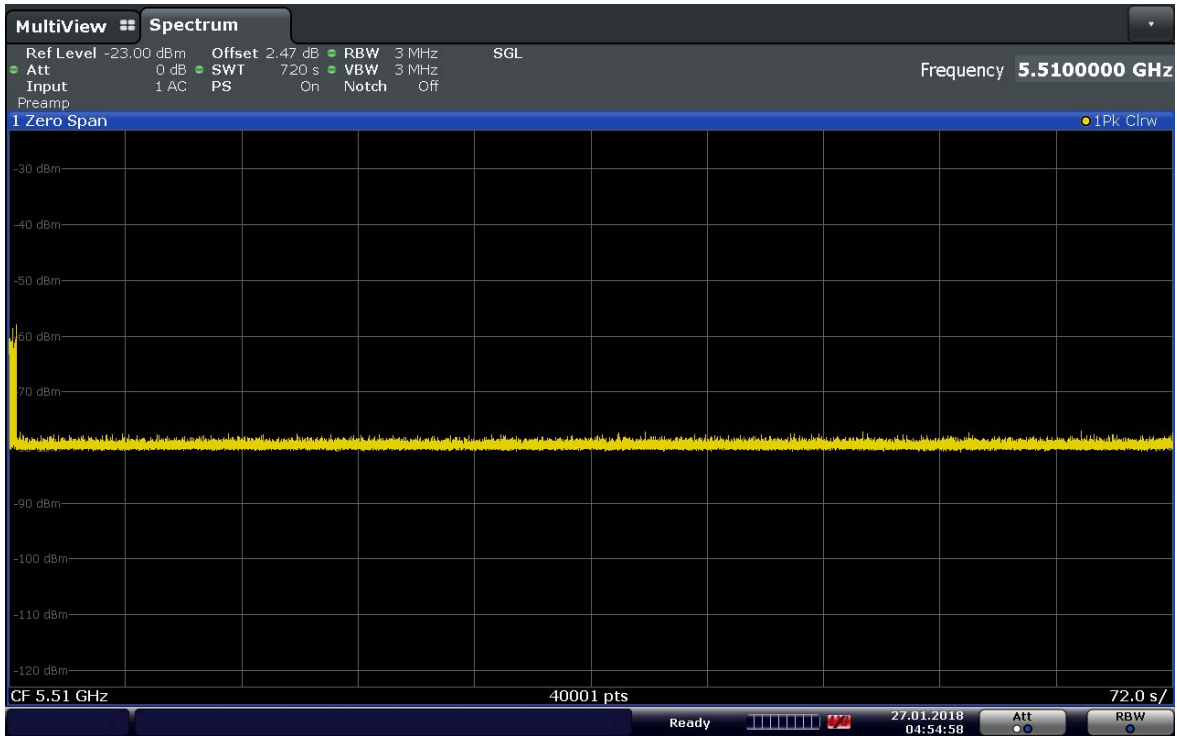 MultiView Spectrum
Ref Level -23.00 dBm Offset 2.47 dB RBW 3 MHz SGL
Att 0 dB SWT 720 s VBW 3 MHz Frequency 5.5100000 GHz
Input 1 AC PS On Notch Off
Preamp
1 Zero Span 1Pk Clrw
-30 dBm
-40 dBm
-50 dBm
-60 dBm
-70 dBm
-90 dBm
-100 dBm
-110 dBm
-120 dBm
CF 5.51 GHz 40001 pts 72.0 s/
Ready 27.01.2018 Att RBW
04:54:58